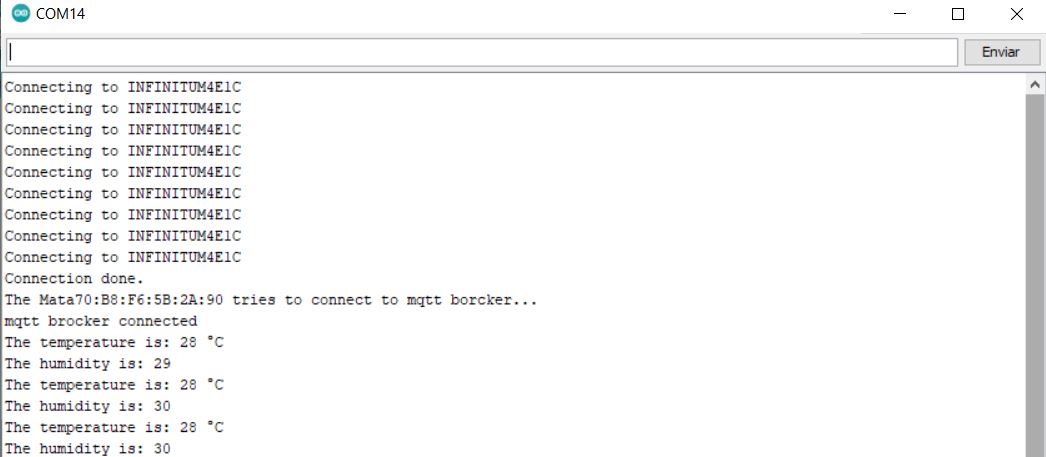 COM14
Enviar
Connecting to INFINITUM4E1C
Connecting to INFINITUM4E1C
Connecting to INFINITUM4E1C
Connecting to INFINITUM4E1C
Connecting to INFINITUM4E1C
Connecting to INFINITUM4E1C
Connecting to INFINITUM4E1C
Connecting to INFINITUM4E1C
Connecting to INFINITUM4E1C
Connection done.
The Mata70:B8:F6:5B:2A:90 tries to connect to mqtt borcker...
mqtt brocker connected
The temperature is: 28 °C
The humidity is: 29
The temperature is: 28 °C
The humidity is: 30
The temperature is: 28 °C
The humidity is: 30